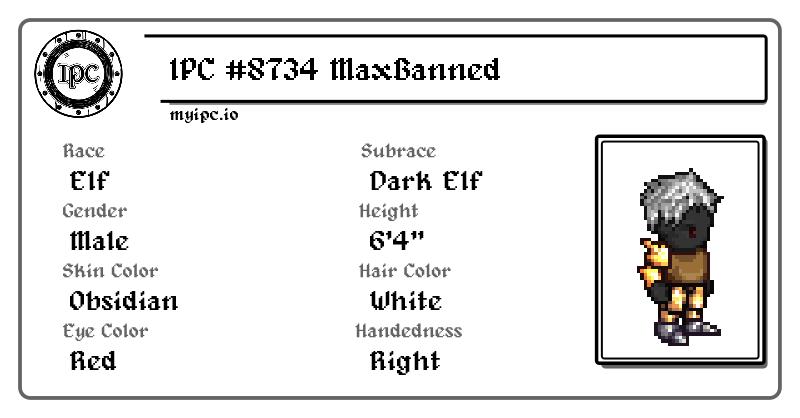 IPC
IPC #8734 MaxBanned
myipc.io
Race
Elf
Subrace
Dark Elf
Gender
Male
Height
6'4"
Skin Color
Obsidian
Hair Color
White
Eye Color
Red
Handedness
Right